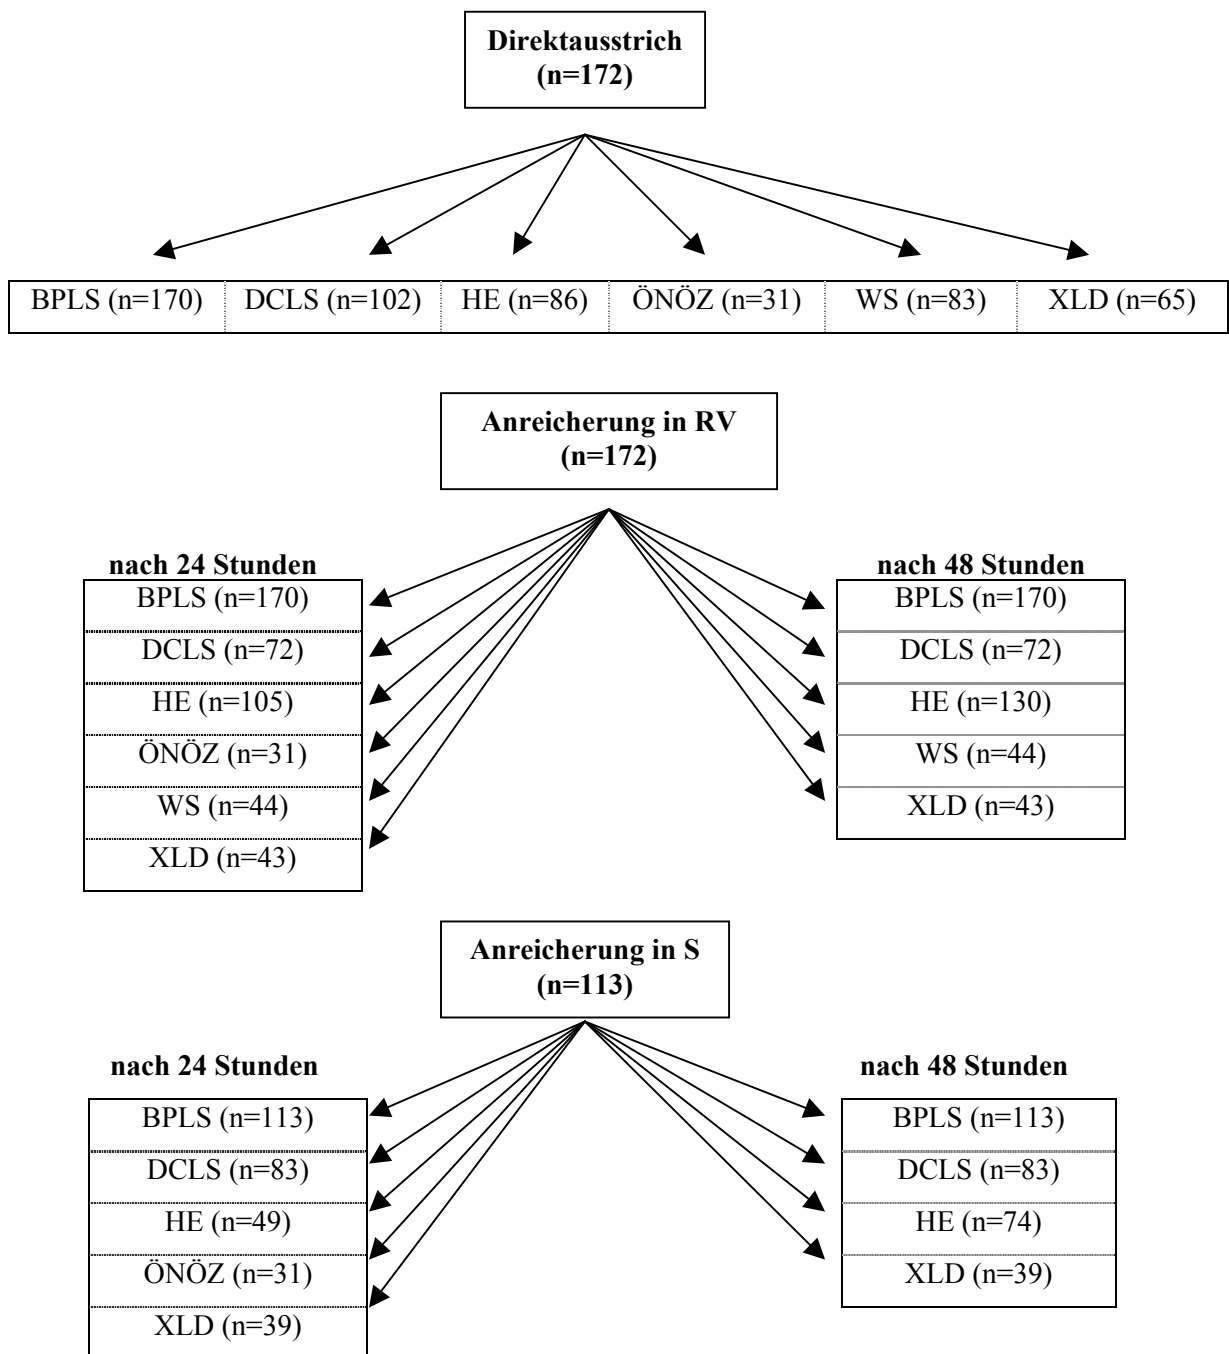 Direktausstrich
(n=172)
BPLS (n=170) DCLS (n=102) HE (n=86) ÖNÖZ (n=31) WS (n=83) XLD (n=65)
Anreicherung in RV
(n=172)
nach 24 Stunden
BPLS (n=170)
DCLS (n=72)
HE (n=105)
ÖNÖZ (n=31)
WS (n=44)
XLD (n=43)
nach 48 Stunden
BPLS (n=170)
DCLS (n=72)
HE (n=130)
WS (n=44)
XLD (n=43)
Anreicherung in S
(n=113)
nach 24 Stunden
BPLS (n=113)
DCLS (n=83)
HE (n=49)
ÖNÖZ (n=31)
XLD (n=39)
nach 48 Stunden
BPLS (n=113)
DCLS (n=83)
HE (n=74)
XLD (n=39)